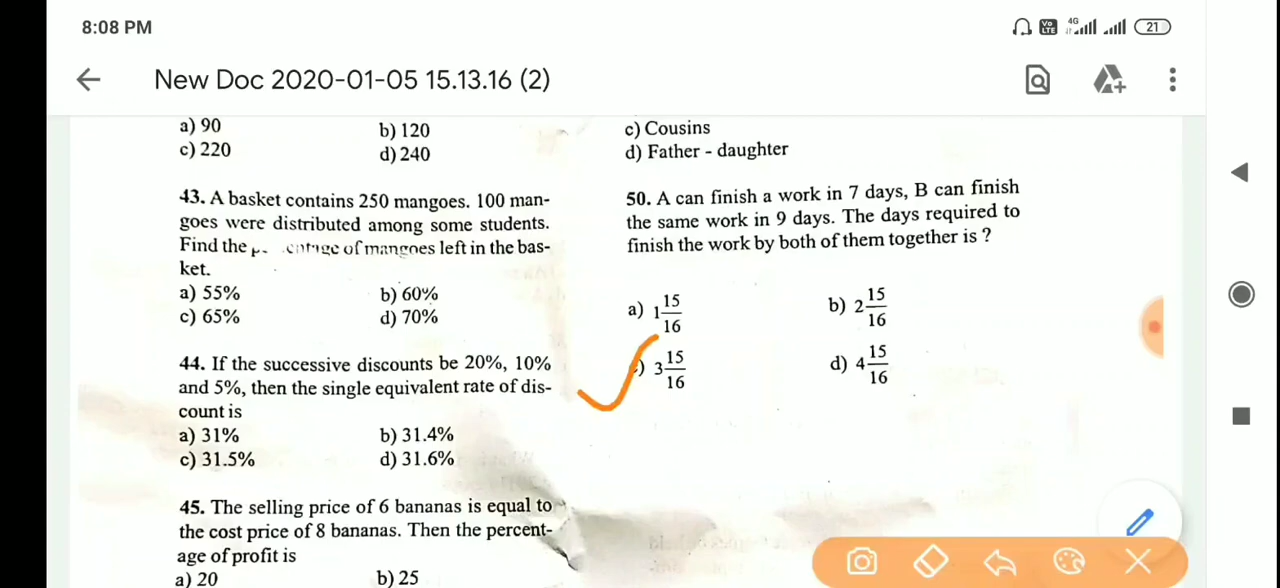 8:08 PM
4G
Vo
LTE
21
New Doc 2020-01-05 15.13.16 (2)
a) 90 b) 120
c) 220 d) 240
43. A basket contains 250 mangoes. 100 man-
goes were distributed among some students.
Find the of mangoes left in the bas-
ket.
a) 55% b) 60%
c) 65% d) 70%
44. If the successive discounts be 20%, 10%
and 5%, then the single equivalent rate of dis-
count is
a) 31% b) 31.4%
c) 31.5% d) 31.6%
45. The selling price of 6 bananas is equal to
the cost price of 8 bananas. Then the percent-
age of profit is
a) 20 b) 25
c) Cousins
d) Father - daughter
50. A can finish a work in 7 days, B can finish
the same work in 9 days. The days required to
finish the work by both of them together is ?
a) 1 15/16 b) 2 15/16
) 3 15/16 d) 4 15/16